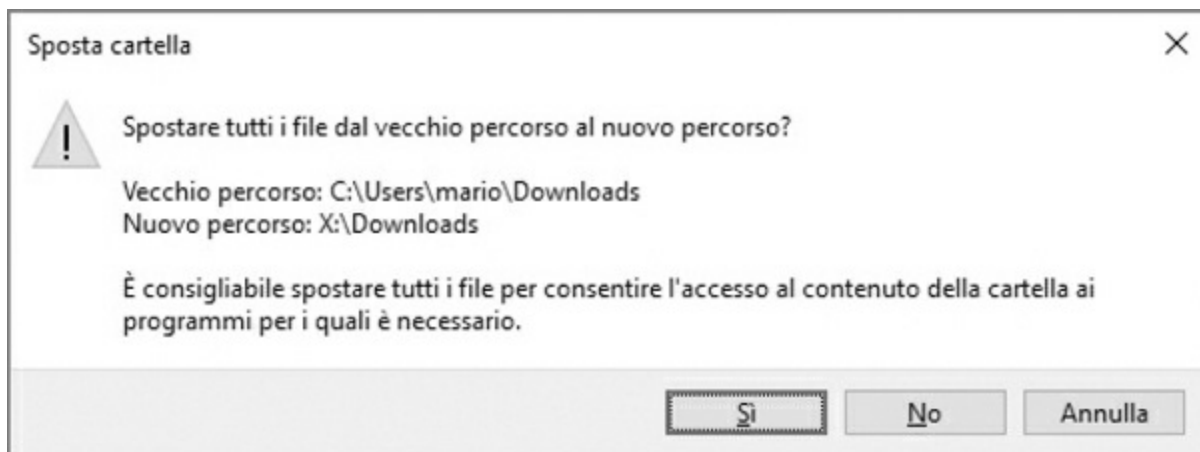 Sposta cartella
Spostare tutti i file dal vecchio percorso al nuovo percorso?
Vecchio percorso: C:\Users\mario\Downloads
Nuovo percorso: X:\Downloads
È consigliabile spostare tutti i file per consentire l'accesso al contenuto della cartella ai
programmi per i quali è necessario.
Sì No Annulla